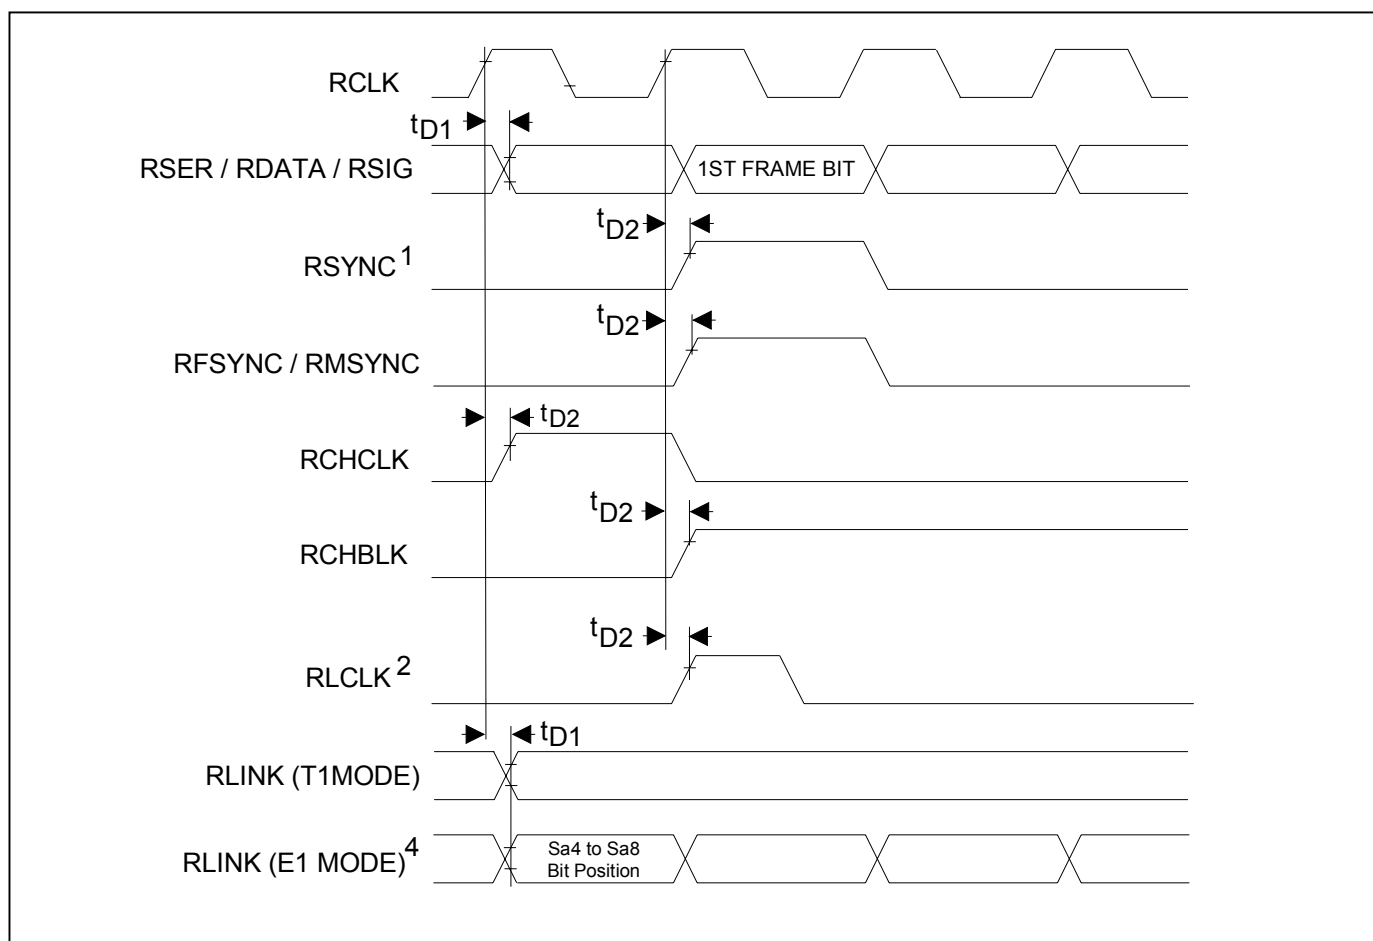 RCLK
tD1
RSER / RDATA / RSIG
1ST FRAME BIT
tD2
RSYNC1
tD2
RFSYNC / RMSYNC
tD2
RCHCLK
tD2
RCHBLK
tD2
RLCLK2
tD1
RLINK (T1MODE)
RLINK (E1 MODE)4
Sa4 to Sa8
Bit Position